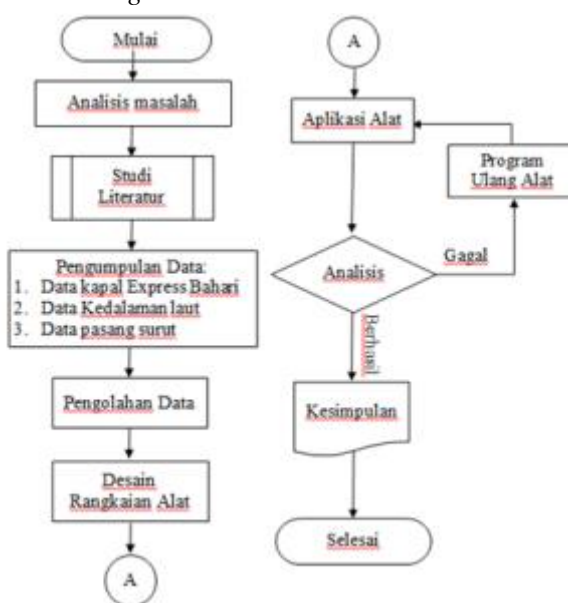 Mulai
Analisis masalah
Studi
Literatur
Pengumpulan Data:
1. Data kapal Express Bahari
2. Data Kedalaman laut
3. Data pasang surut
Pengolahan Data
Desain
Rangkaian Alat
A
A
Aplikasi Alat
Program
Ulang Alat
Analisis
Gagal
Berhasil
Kesimpulan
Selesai